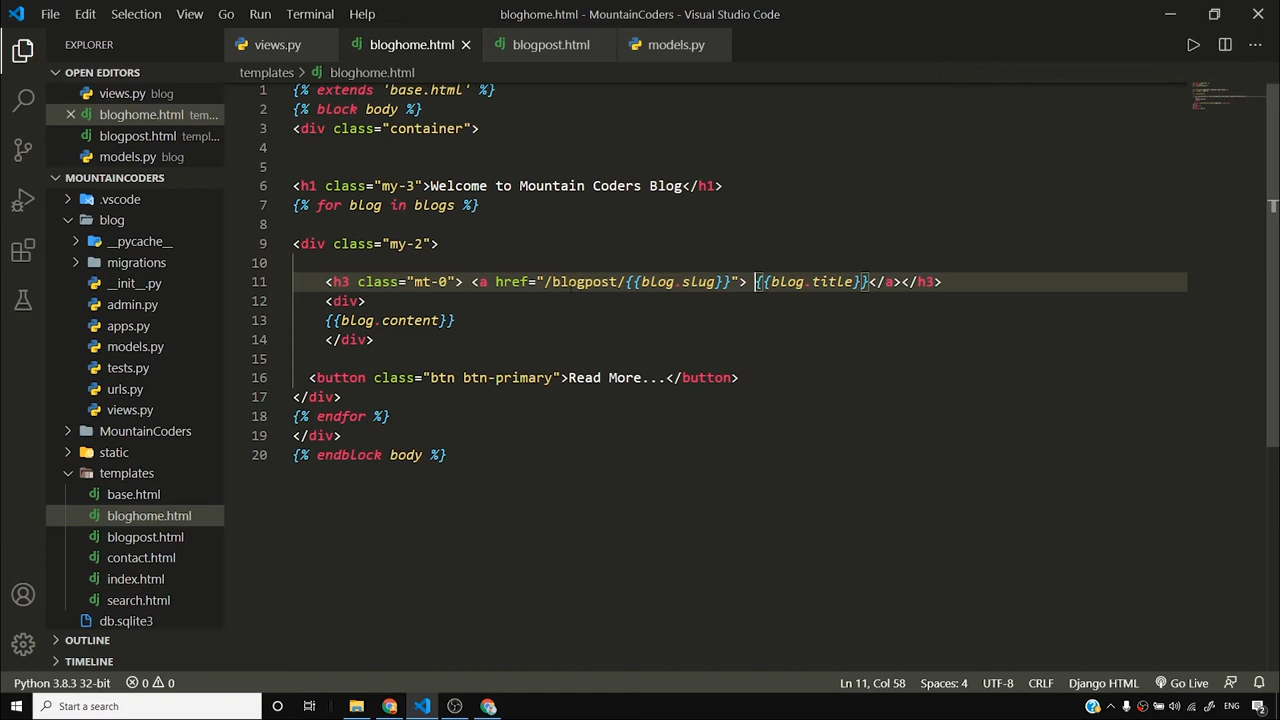 File Edit Selection View Go Run Terminal Help bloghome.html - MountainCoders - Visual Studio Code
EXPLORER views.py bloghome.html blogpost.html models.py
OPEN EDITORS
templates > bloghome.html
views.py blog
bloghome.html tem...
blogpost.html templ...
models.py blog
MOUNTAINCODERS
.vscode
blog
__pycache__
migrations
__init__.py
admin.py
apps.py
models.py
tests.py
urls.py
views.py
MountainCoders
static
templates
base.html
bloghome.html
blogpost.html
contact.html
index.html
search.html
db.sqlite3
OUTLINE
TIMELINE
1 {% extends 'base.html' %}
2 {% block body %}
3 <div class="container">
4
5
6 <h1 class="my-3">Welcome to Mountain Coders Blog</h1>
7 {% for blog in blogs %}
8
9 <div class="my-2">
10
11 <h3 class="mt-0"> <a href="/blogpost/{{blog.slug}}"> {{blog.title}}</a></h3>
12 <div>
13 {{blog.content}}
14 </div>
15
16 <button class="btn btn-primary">Read More...</button>
17 </div>
18 {% endfor %}
19 </div>
20 {% endblock body %}
Python 3.8.3 32-bit 0 0 Ln 11, Col 58 Spaces: 4 UTF-8 CRLF Django HTML Go Live
Start a search ENG 2